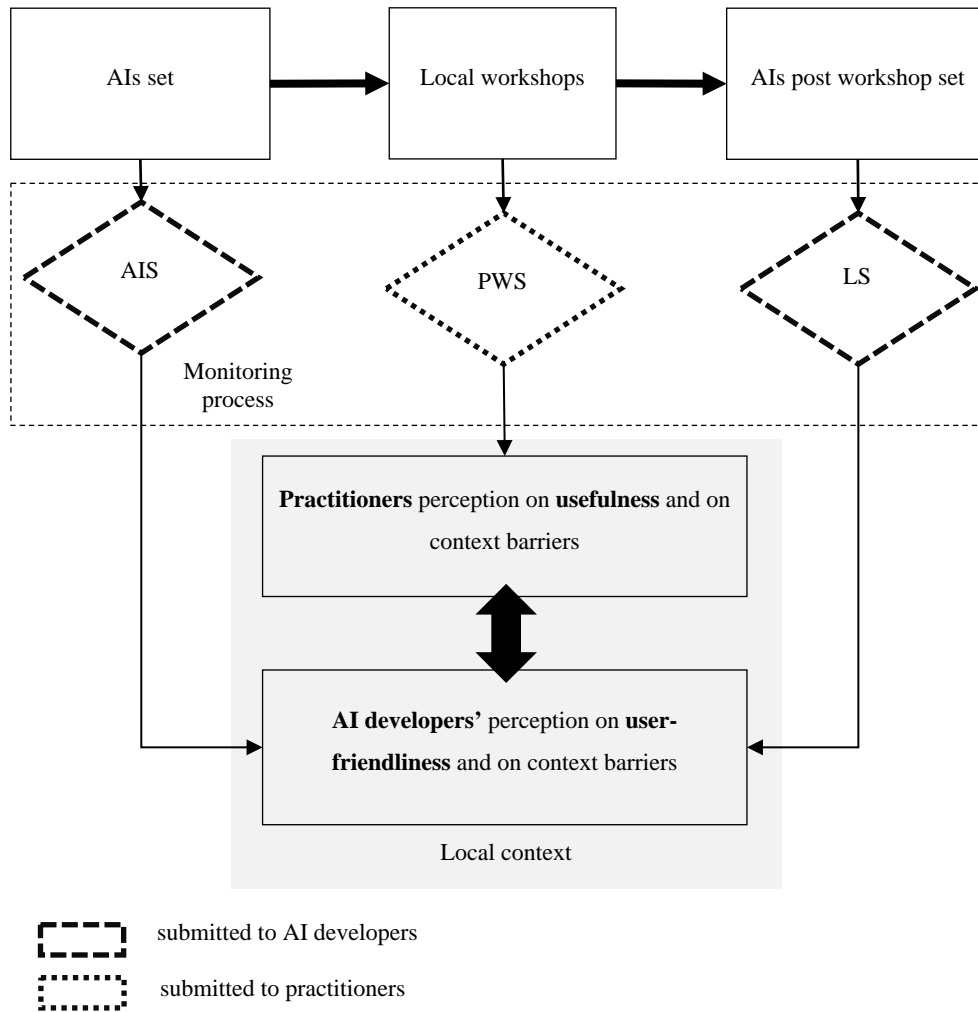 AIs set
Local workshops
AIs post workshop set
AIS
PWS
LS
Monitoring
process
Practitioners perception on usefulness and on
context barriers
AI developers’ perception on user-
friendliness and on context barriers
Local context
submitted to AI developers
submitted to practitioners